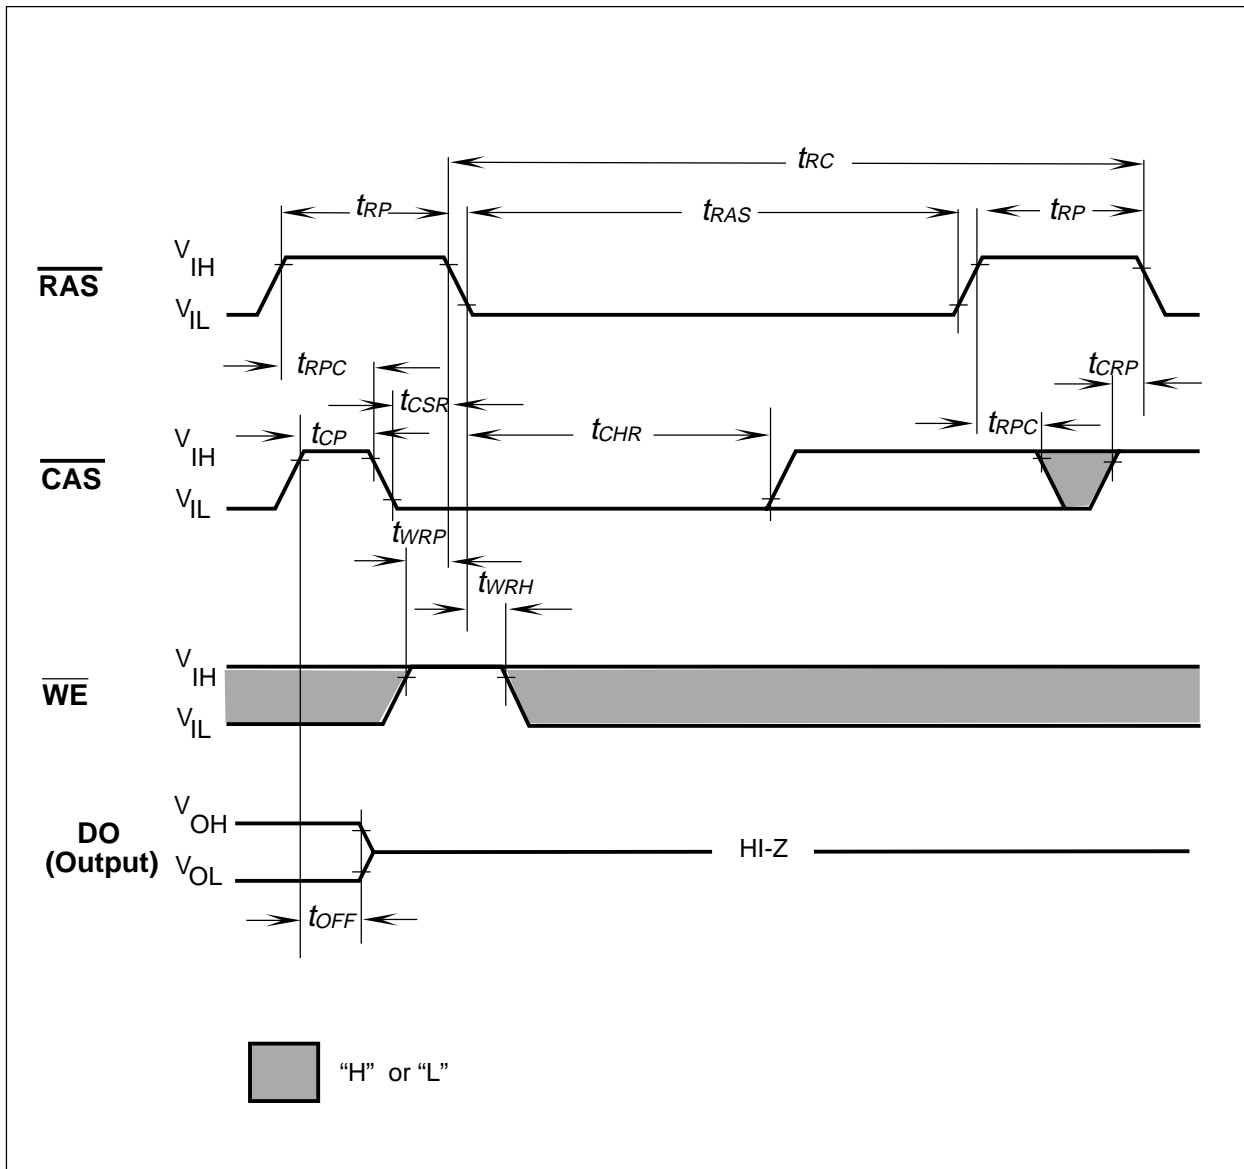 tRC
tRP
tRAS
tRP
VIH
RAS
VIL
tRPC
tCRP
tCSR
tCP
tCHR
tRPC
VIH
CAS
VIL
tWRP
tWRH
VIH
WE
VIL
VOH
DO
(Output)
HI-Z
VOL
tOFF
“H” or “L”